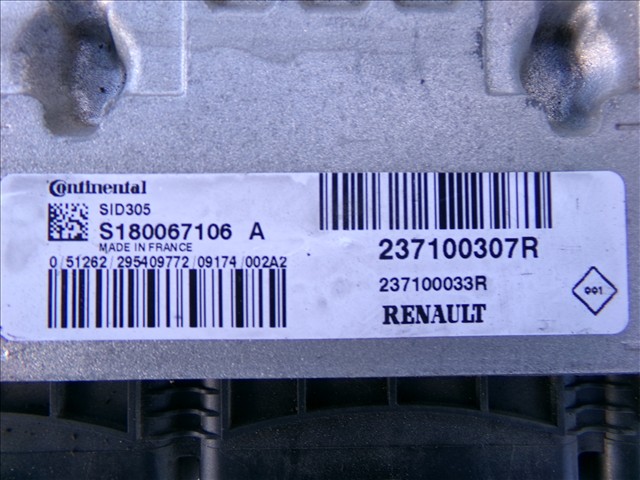 Continental
SID305
S180067106 A
MADE IN FRANCE
0/51262/295409772/09174/002A2
237100307R
237100033R
RENAULT
001